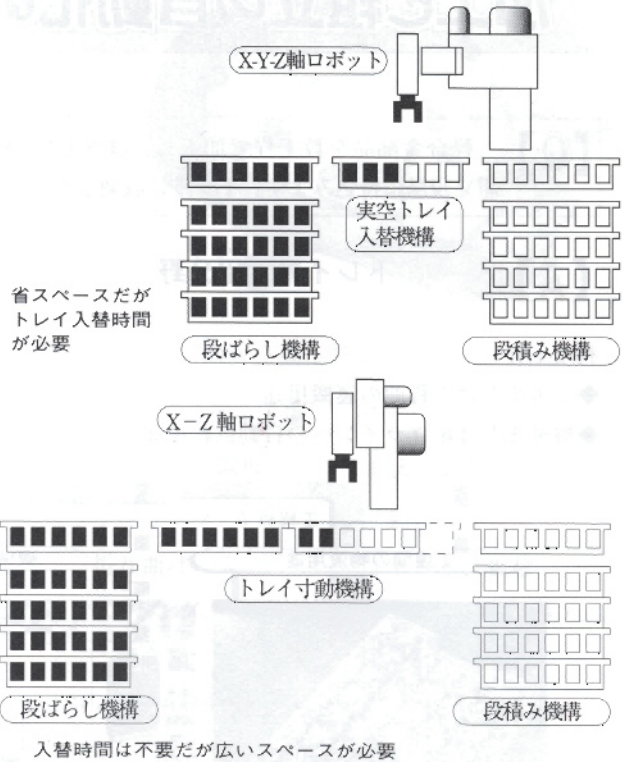 X-Y-Z軸ロボット
実空トレイ
入替機構
省スペースだが
トレイ入替時間
が必要
段ばらし機構
段積み機構
X-Z軸ロボット
トレイ寸動機構
段ばらし機構
段積み機構
入替時間は不要だが広いスペースが必要